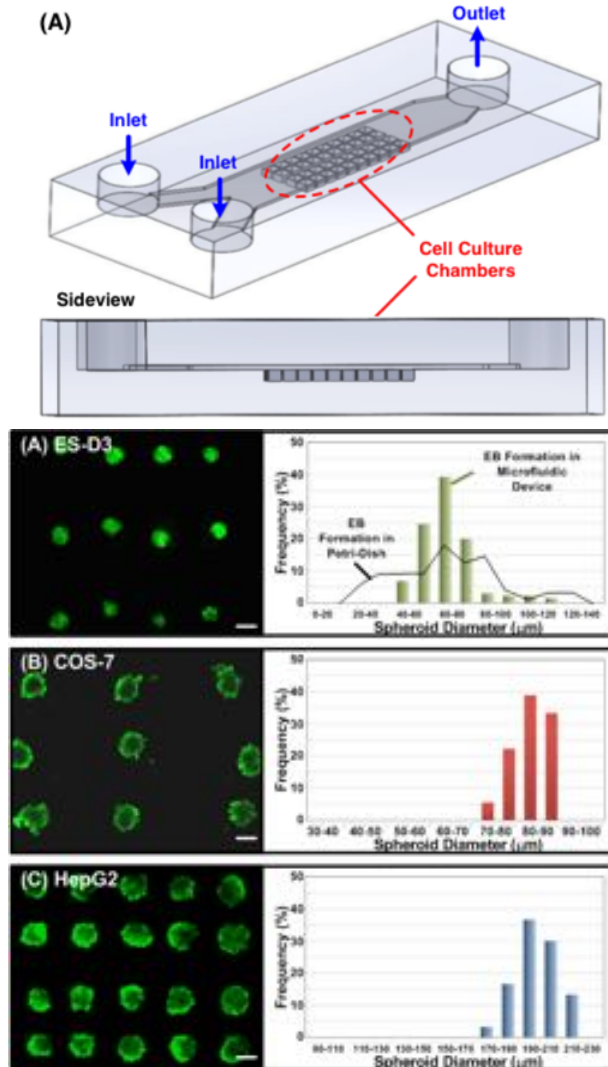 (A)
Outlet
Inlet
Inlet
Cell Culture
Chambers
Sideview
(A) ES-D3
50
40
30
20
10
0
Frequency (%)
EB Formation in
Microfluidic
Device
EB
Formation in
Petri-Dish
0-20 20-40 40-60 60-80 80-100 100-120 120-140
Spheroid Diameter (μm)
(B) COS-7
50
40
30
20
10
0
Frequency (%)
30-40 40-50 50-60 60-70 70-80 80-90 90-100
Spheroid Diameter (μm)
(C) HepG2
50
40
30
20
10
0
Frequency (%)
90-110 110-130 130-150 150-170 170-190 190-210 210-230
Spheroid Diameter (μm)